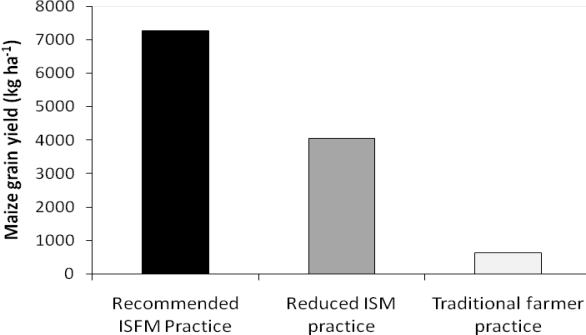 Maize grain yield (kg ha⁻¹)
8000
7000
6000
5000
4000
3000
2000
1000
0
Recommended
ISFM Practice
Reduced ISM
practice
Traditional farmer
practice